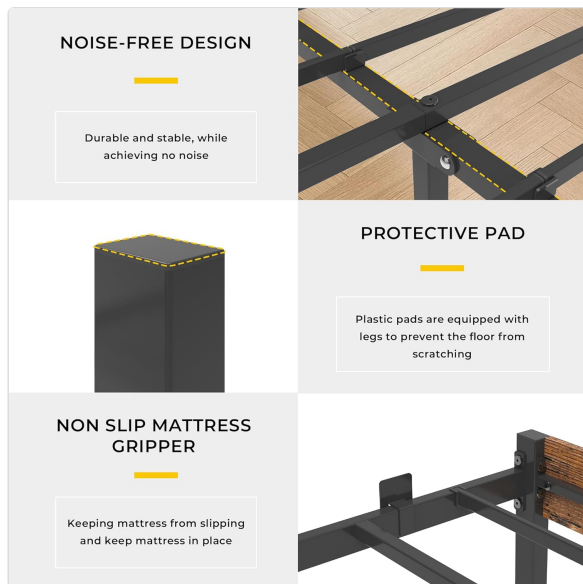 NOISE-FREE DESIGN
Durable and stable, while
achieving no noise
PROTECTIVE PAD
Plastic pads are equipped with
legs to prevent the floor from
scratching
NON SLIP MATTRESS
GRIPPER
Keeping mattress from slipping
and keep mattress in place